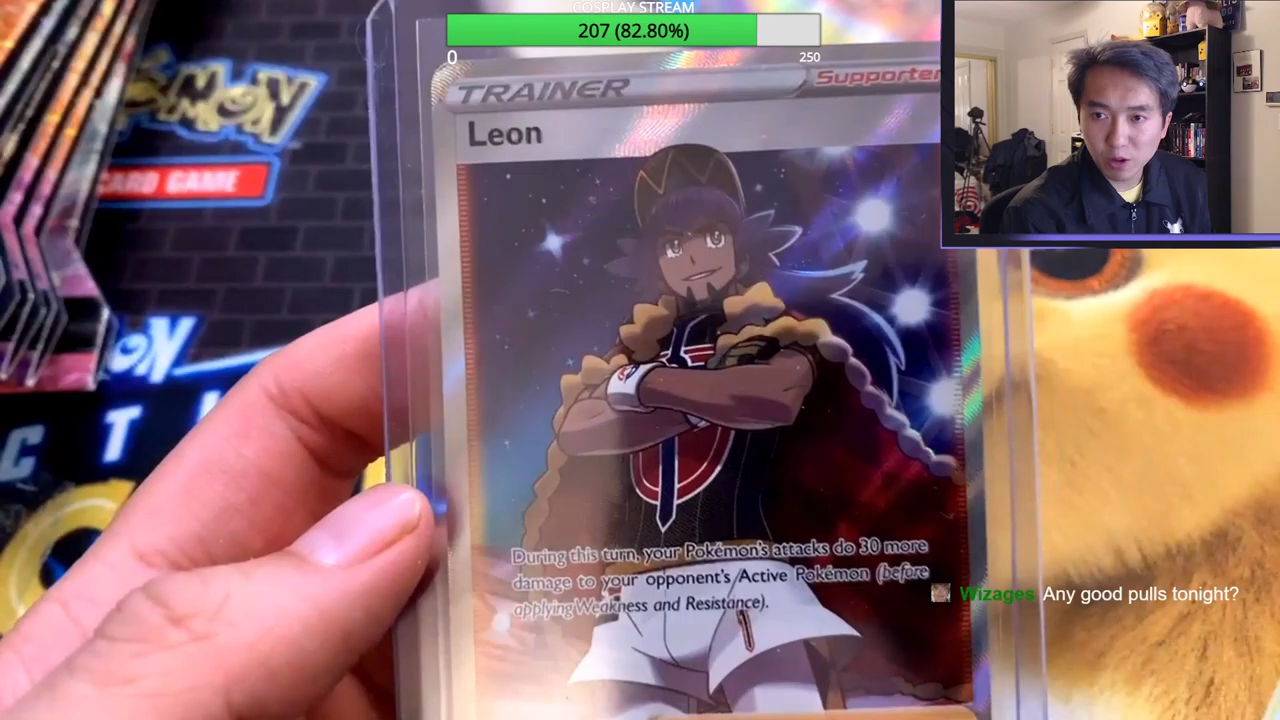 COSPLAY STREAM
207 (82.80%)
0
250
TRAINER
Supporter
Leon
During this turn, your Pokémon's attacks do 30 more
damage to your opponent's Active Pokémon (before
applying Weakness and Resistance).
Wizages Any good pulls tonight?
CARD GAME